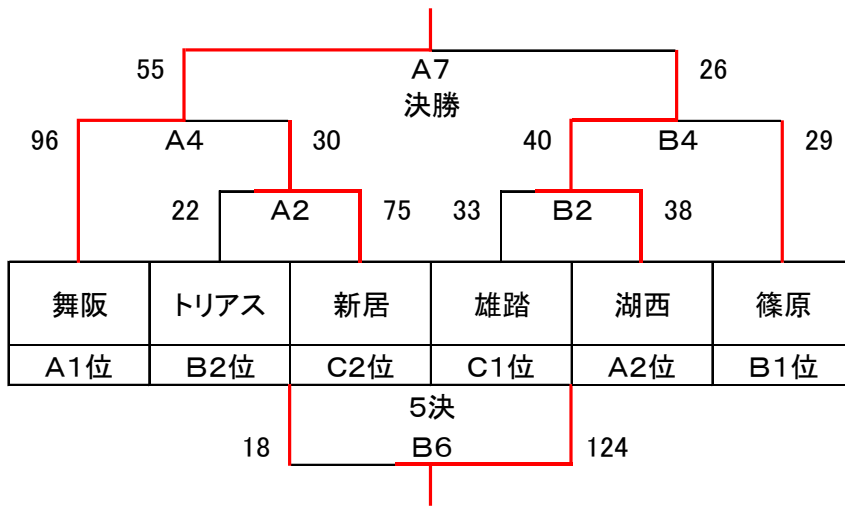 55 A7 26
決勝
96 A4 30 40 B4 29
22 A2 75 33 B2 38
舞阪 トリアス 新居 雄踏 湖西 篠原
A1位 B2位 C2位 C1位 A2位 B1位
5決
18 B6 124